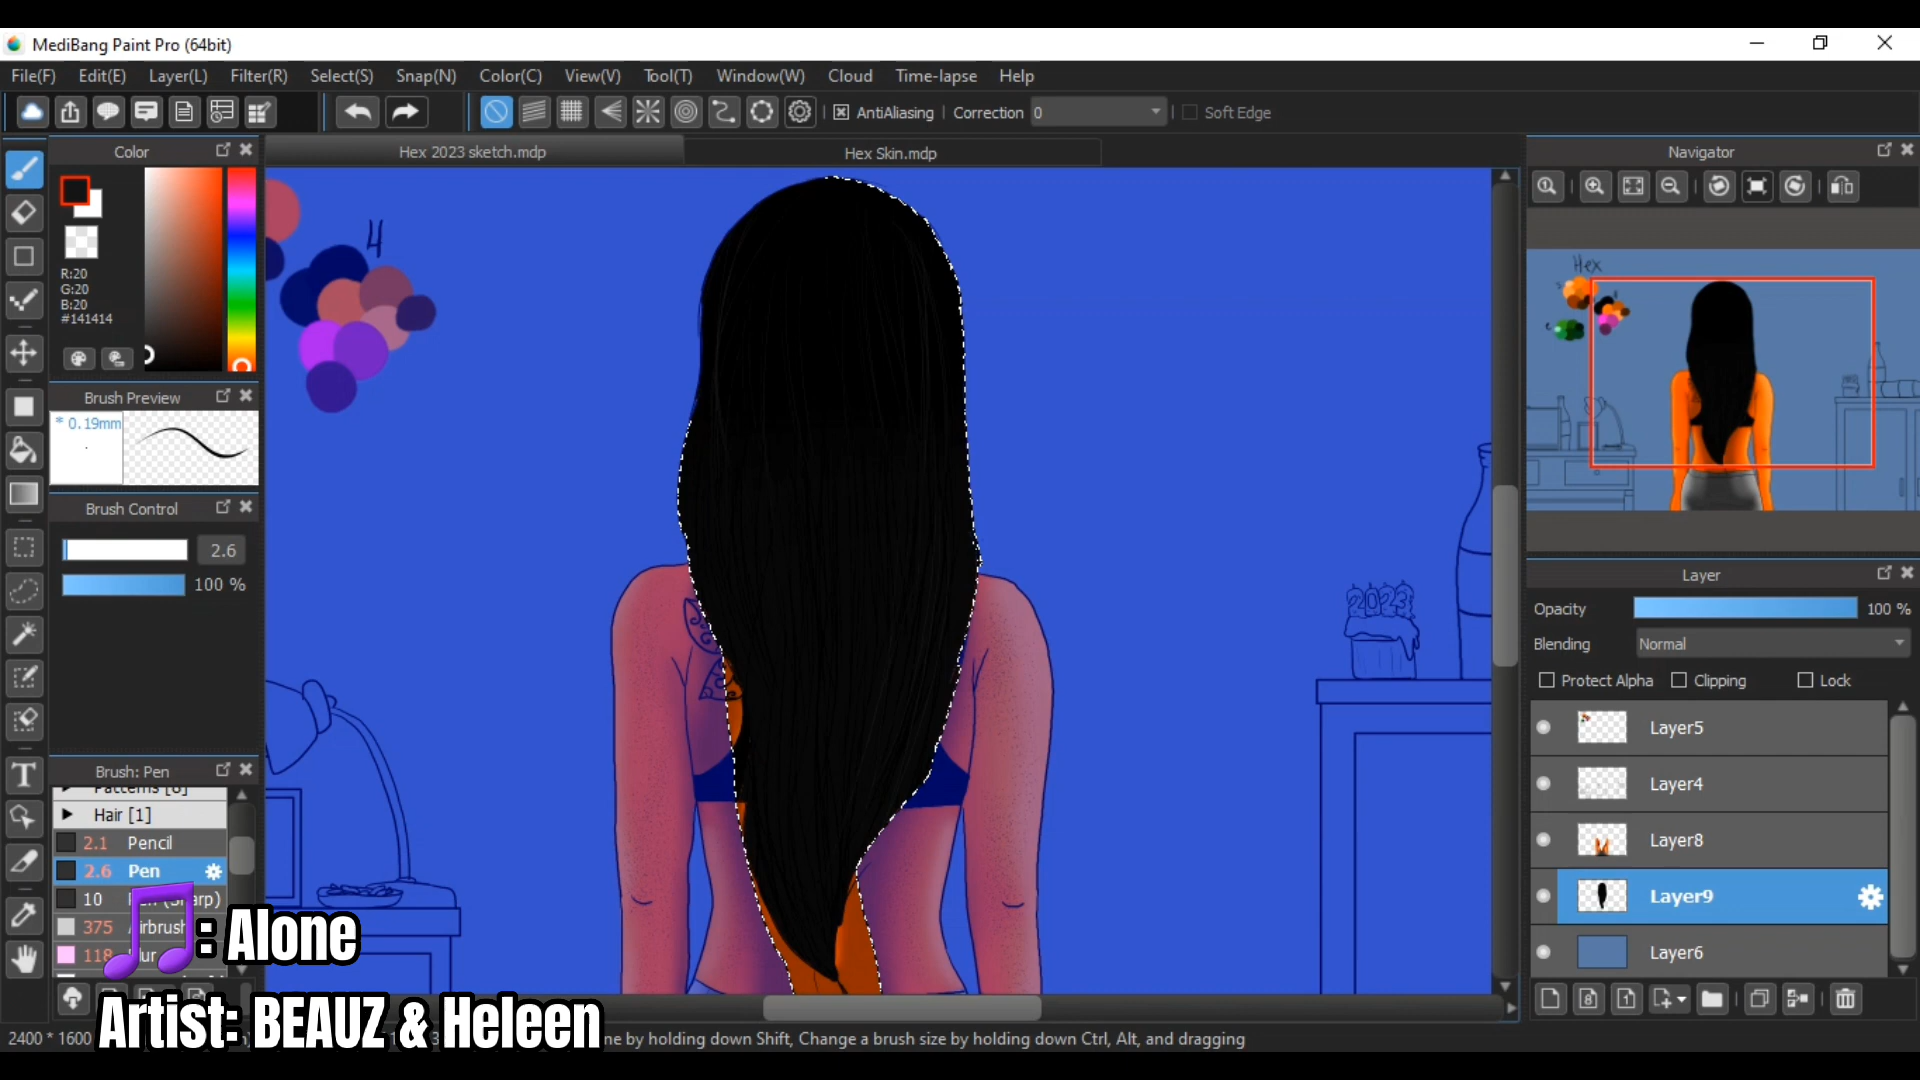 MediBang Paint Pro (64bit)
File(F) Edit(E) Layer(L) Filter(R) Select(S) Snap(N) Color(C) View(V) Tool(T) Window(W) Cloud Time-lapse Help
AntiAliasing Correction 0 Soft Edge
Color
Hex 2023 sketch.mdp
Hex Skin.mdp
Navigator
R:20
G:20
B:20
#141414
4
Hex
Brush Preview
* 0.19mm
Brush Control
2.6
100 %
2023
Layer
Opacity 100 %
Blending Normal
Protect Alpha Clipping Lock
Layer5
Layer4
Layer8
Layer9
Layer6
Brush: Pen
Hair [1]
2.1 Pencil
2.6 Pen
10
375 Airbrush
118
T
: Alone
Artist: BEAUZ & Heleen
2400 * 1600
by holding down Shift, Change a brush size by holding down Ctrl, Alt, and dragging